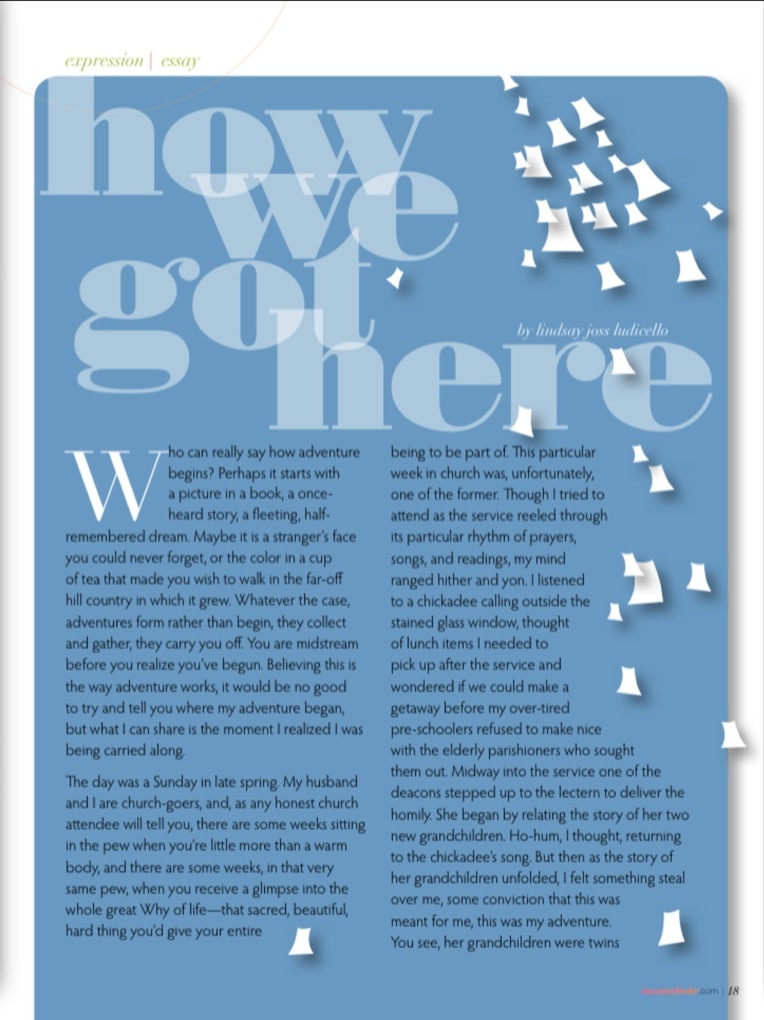 expression | essay
how
we
got
here
by lindsay joss ludicello
Who can really say how adventure
begins? Perhaps it starts with
a picture in a book, a once-
heard story, a fleeting, half-
remembered dream. Maybe it is a stranger's face
you could never forget, or the color in a cup
of tea that made you wish to walk in the far-off
hill country in which it grew. Whatever the case,
adventures form rather than begin, they collect
and gather, they carry you off. You are midstream
before you realize you've begun. Believing this is
the way adventure works, it would be no good
to try and tell you where my adventure began,
but what I can share is the moment I realized I was
being carried along.
The day was a Sunday in late spring. My husband
and I are church-goers, and, as any honest church
attendee will tell you, there are some weeks sitting
in the pew when you're little more than a warm
body, and there are some weeks, in that very
same pew, when you receive a glimpse into the
whole great Why of life—that sacred, beautiful,
hard thing you'd give your entire
being to be part of. This particular
week in church was, unfortunately,
one of the former. Though I tried to
attend as the service reeled through
its particular rhythm of prayers,
songs, and readings, my mind
ranged hither and yon. I listened
to a chickadee calling outside the
stained glass window, thought
of lunch items I needed to
pick up after the service and
wondered if we could make a
getaway before my over-tired
pre-schoolers refused to make nice
with the elderly parishioners who sought
them out. Midway into the service one of the
deacons stepped up to the lectern to deliver the
homily. She began by relating the story of her two
new grandchildren. Ho-hum, I thought, returning
to the chickadee's song. But then as the story of
her grandchildren unfolded, I felt something steal
over me, some conviction that this was
meant for me, this was my adventure.
You see, her grandchildren were twins
.com | 18